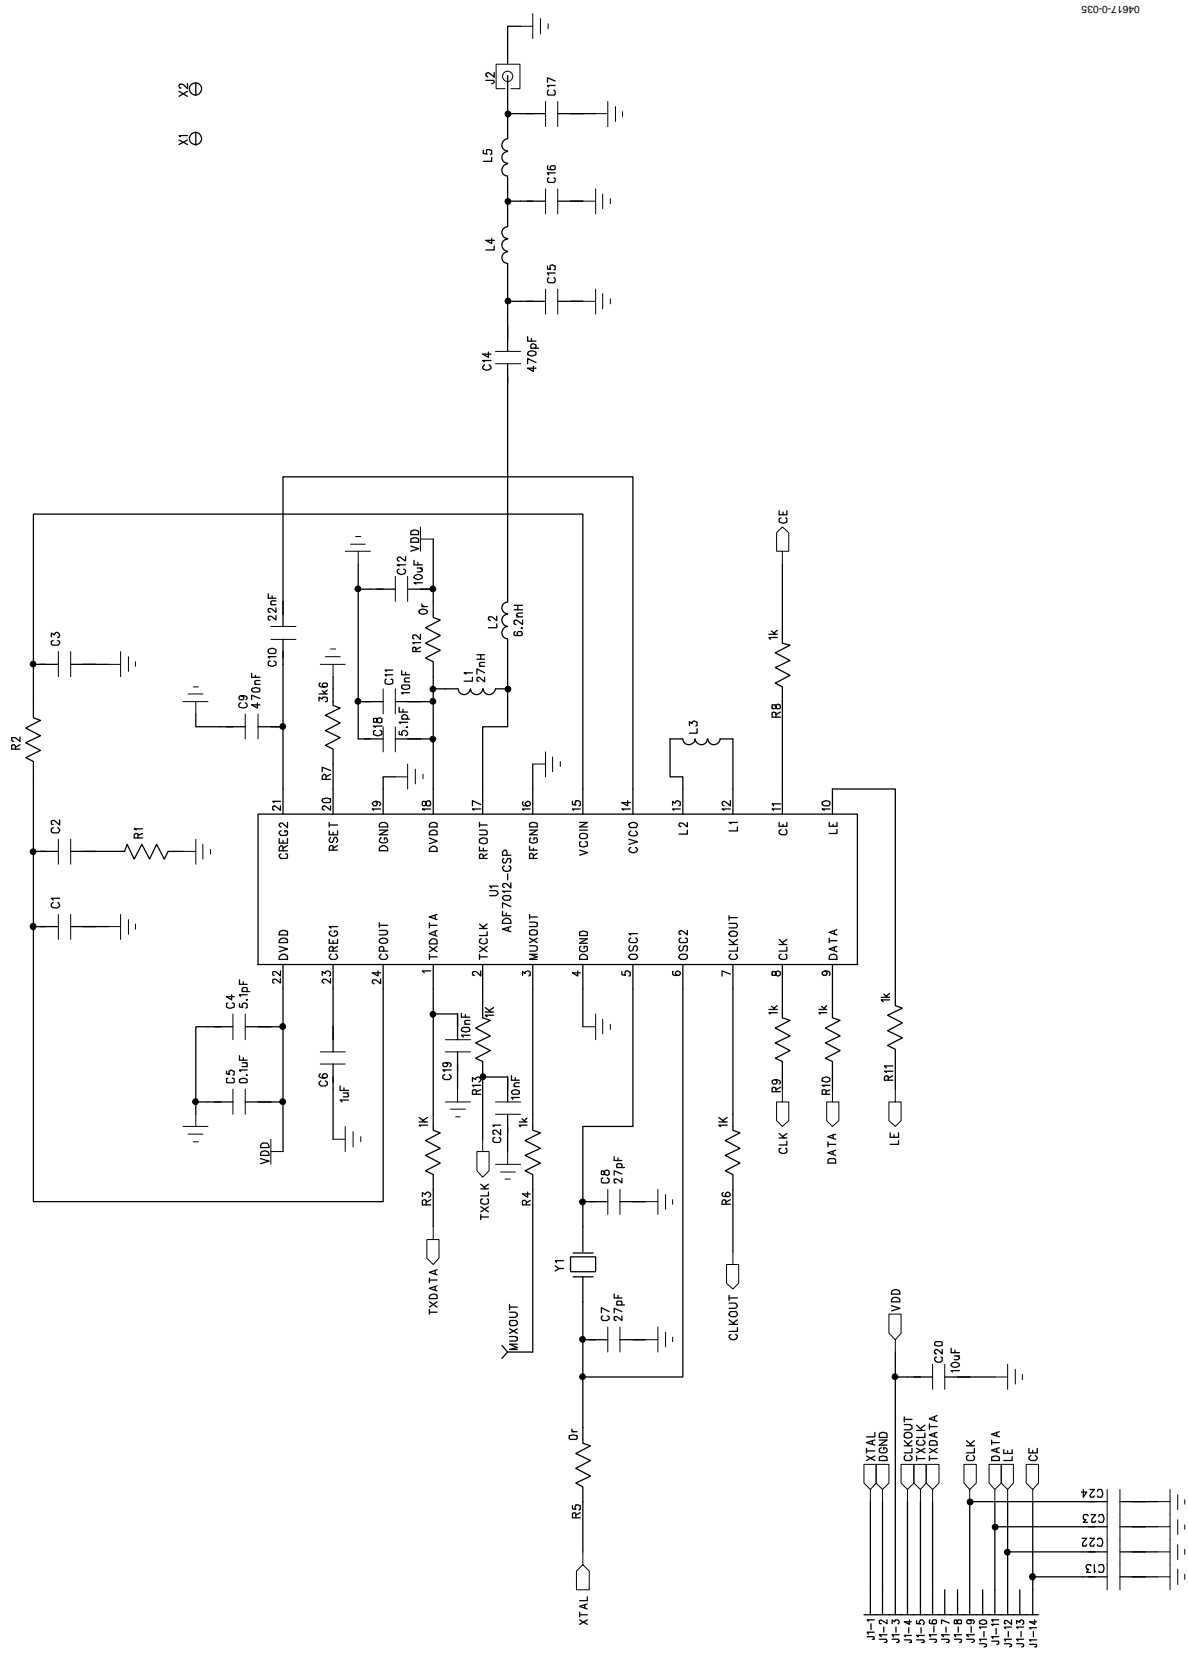 04617-0-035
X2
X1
J2
C17
L5
C16
L4
C15
C14
470pF
R2
C3
C2
R1
C1
C9
470nF
22nF
C10
3k6
R7
C12
10uF
VDD
0r
R12
C11
10nF
C18
5.1pF
L1
27nH
L2
6.2nH
L3
CE
1k
R8
21
20
19
18
17
16
15
14
13
12
11
10
CREG2
RSET
DGND
DVDD
RFOUT
RFGND
VCOIN
CVCO
L2
L1
CE
LE
U1
ADF7012-CSP
DVDD
CREG1
CPOUT
TXDATA
TXCLK
MUXOUT
DGND
OSC1
OSC2
CLKOUT
CLK
DATA
22
23
24
1
2
3
4
5
6
7
8
9
C4
5.1pF
C5
0.1uF
VDD
C6
1uF
10nF
C19
1K
R13
10nF
C21
1K
R3
TXDATA
TXCLK
1k
R4
MUXOUT
C8
27pF
Y1
C7
27pF
0r
R5
XTAL
1K
R6
CLKOUT
1k
R9
CLK
1k
R10
DATA
1k
R11
LE
VDD
C20
10uF
XTAL
DGND
CLKOUT
TXCLK
TXDATA
CLK
DATA
LE
CE
C24
C23
C22
C13
J1-1
J1-2
J1-3
J1-4
J1-5
J1-6
J1-7
J1-8
J1-9
J1-10
J1-11
J1-12
J1-13
J1-14